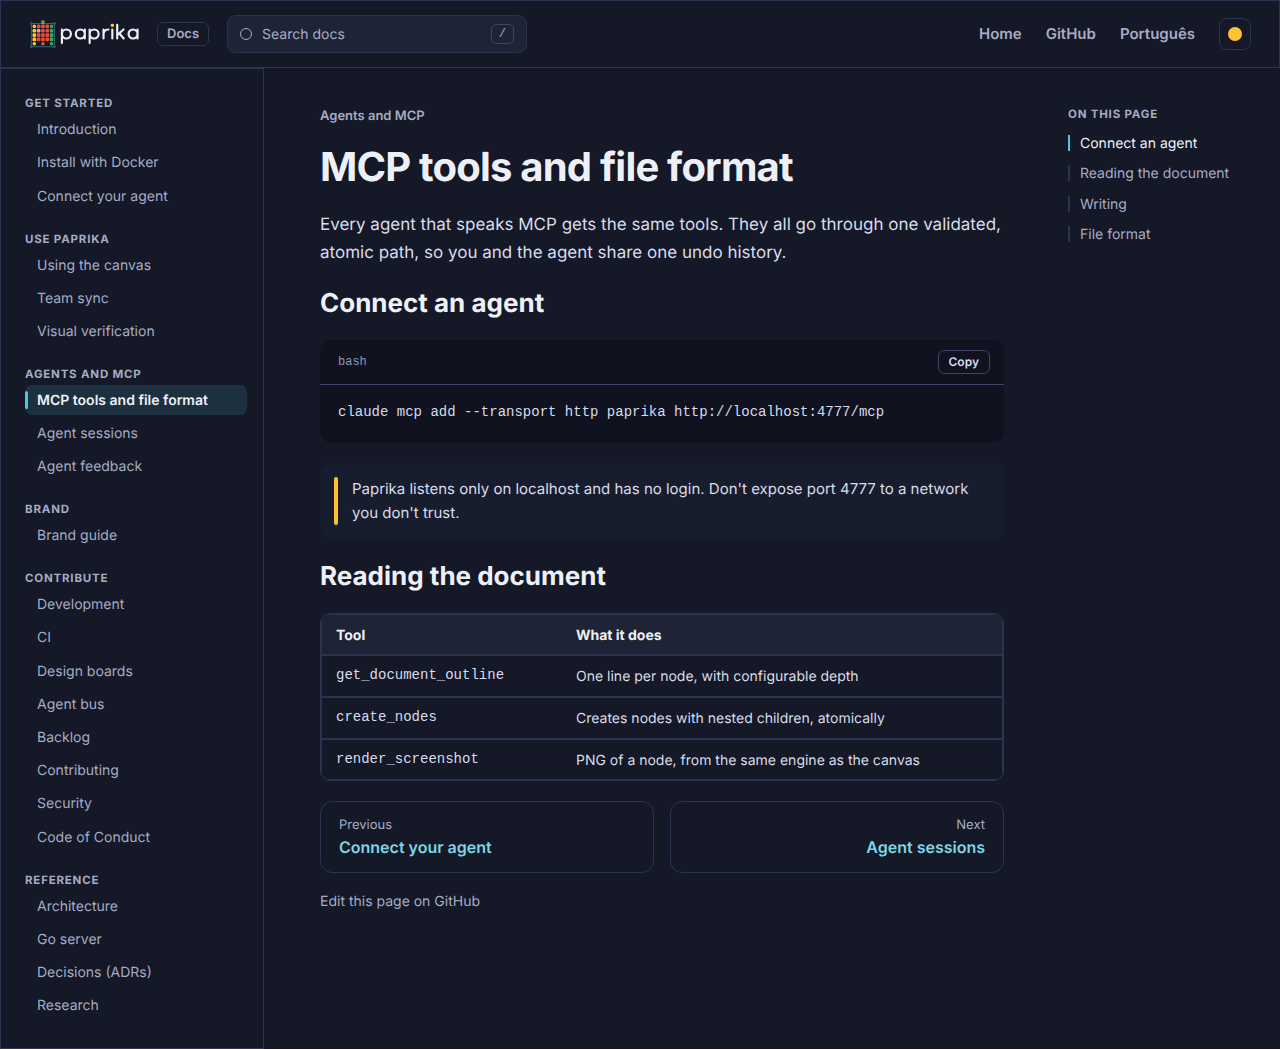 paprika
Docs
Search docs
/
Home
GitHub
Português
GET STARTED
Introduction
Install with Docker
Connect your agent
USE PAPRIKA
Using the canvas
Team sync
Visual verification
AGENTS AND MCP
MCP tools and file format
Agent sessions
Agent feedback
BRAND
Brand guide
CONTRIBUTE
Development
CI
Design boards
Agent bus
Backlog
Contributing
Security
Code of Conduct
REFERENCE
Architecture
Go server
Decisions (ADRs)
Research
Agents and MCP
MCP tools and file format
Every agent that speaks MCP gets the same tools. They all go through one validated,
atomic path, so you and the agent share one undo history.
Connect an agent
bash
Copy
claude mcp add --transport http paprika http://localhost:4777/mcp
Paprika listens only on localhost and has no login. Don't expose port 4777 to a network
you don't trust.
Reading the document
Tool What it does
get_document_outline One line per node, with configurable depth
create_nodes Creates nodes with nested children, atomically
render_screenshot PNG of a node, from the same engine as the canvas
Previous
Connect your agent
Next
Agent sessions
Edit this page on GitHub
ON THIS PAGE
Connect an agent
Reading the document
Writing
File format